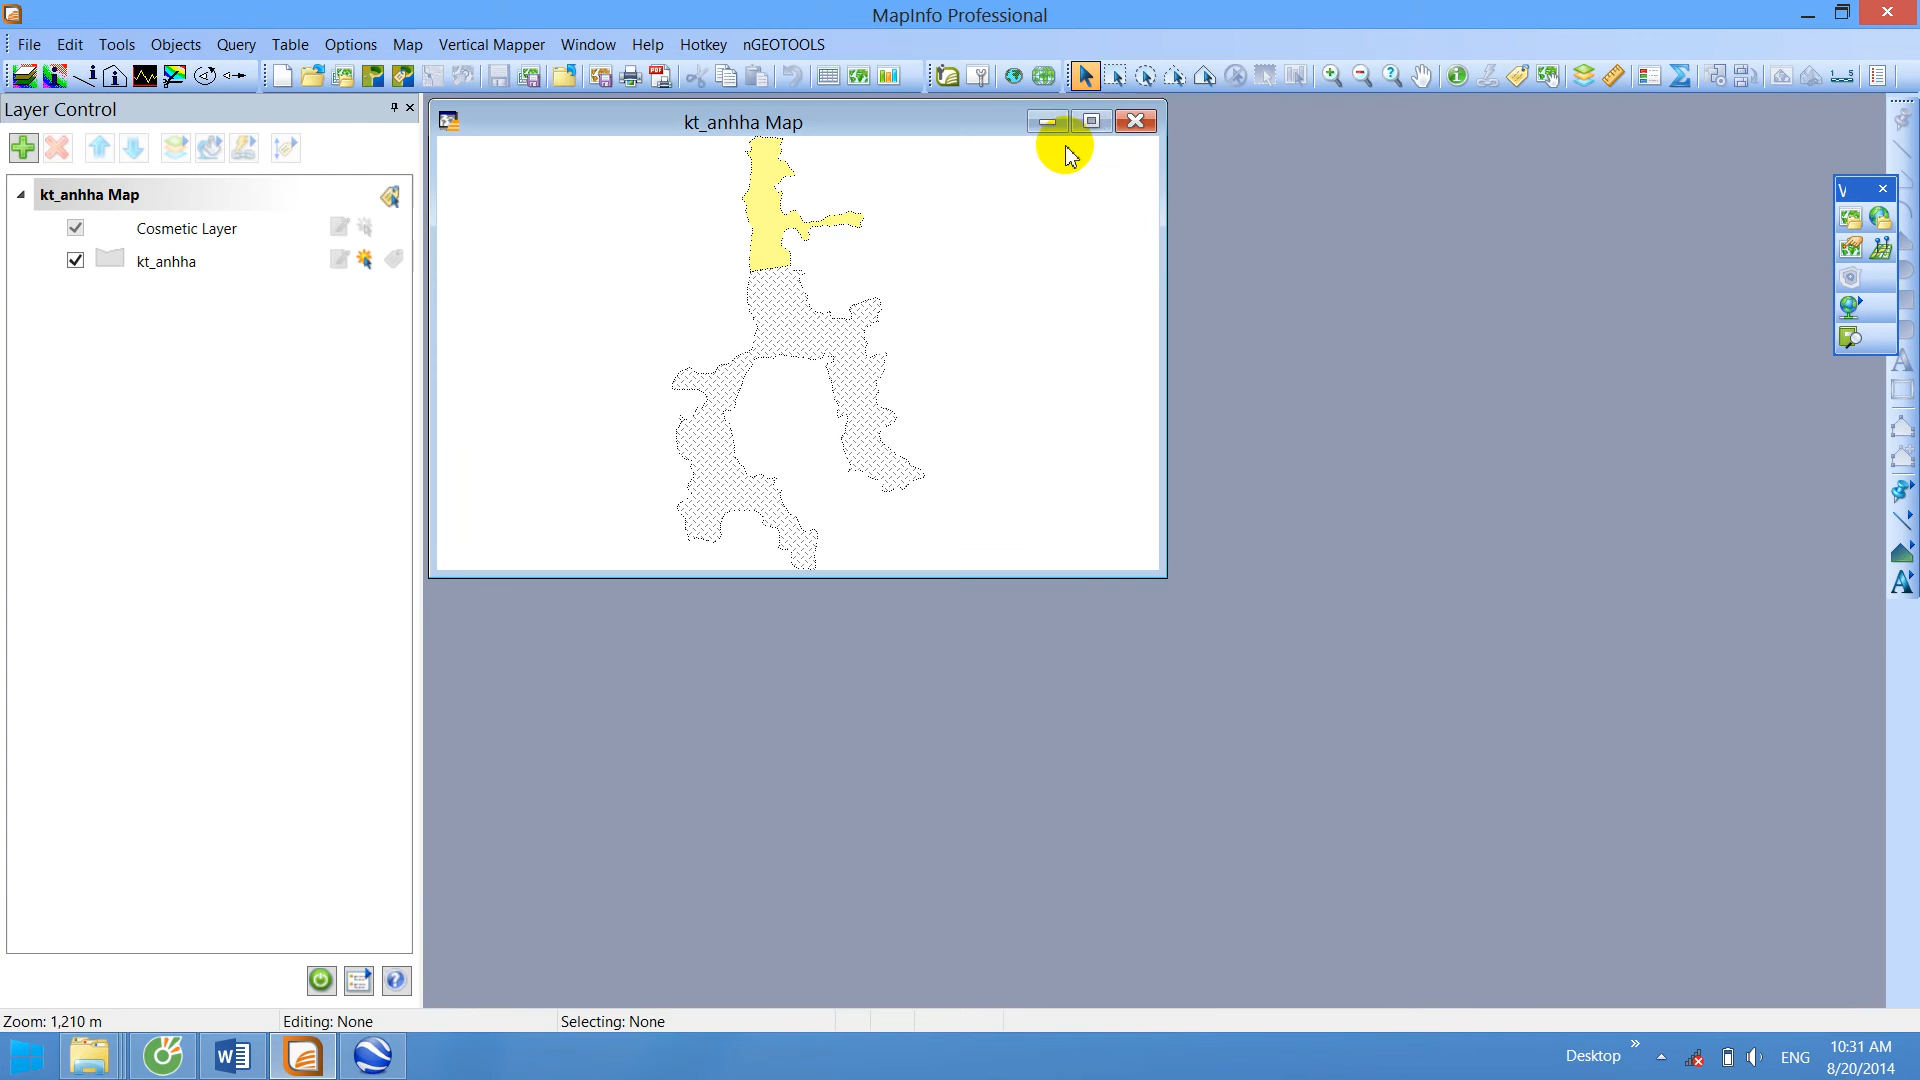 MapInfo Professional
File Edit Tools Objects Query Table Options Map Vertical Mapper Window Help Hotkey nGEOTOOLS
Layer Control
kt_anhha Map
kt_anhha Map
Cosmetic Layer
kt_anhha
Zoom: 1,210 m Editing: None Selecting: None
Desktop ENG 10:31 AM
8/20/2014